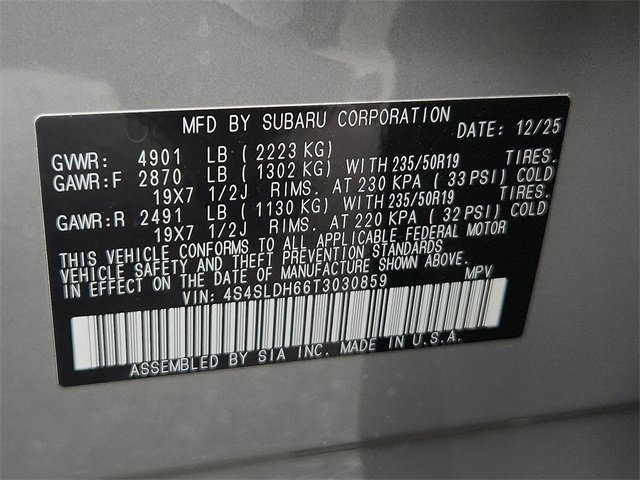 MFD BY SUBARU CORPORATION DATE: 12/25
GVWR: 4901 LB ( 2223 KG)
GAWR:F 2870 LB ( 1302 KG) WITH 235/50R19 TIRES.
19X7 1/2J RIMS. AT 230 KPA ( 33 PSI) COLD
GAWR:R 2491 LB ( 1130 KG) WITH 235/50R19 TIRES.
19X7 1/2J RIMS. AT 220 KPA ( 32 PSI) COLD
THIS VEHICLE CONFORMS TO ALL APPLICABLE FEDERAL MOTOR
VEHICLE SAFETY AND THEFT PREVENTION STANDARDS
IN EFFECT ON THE DATE OF MANUFACTURE SHOWN ABOVE.
VIN: 4S4SLDH66T3030859 MPV
ASSEMBLED BY SIA INC. MADE IN U.S.A.